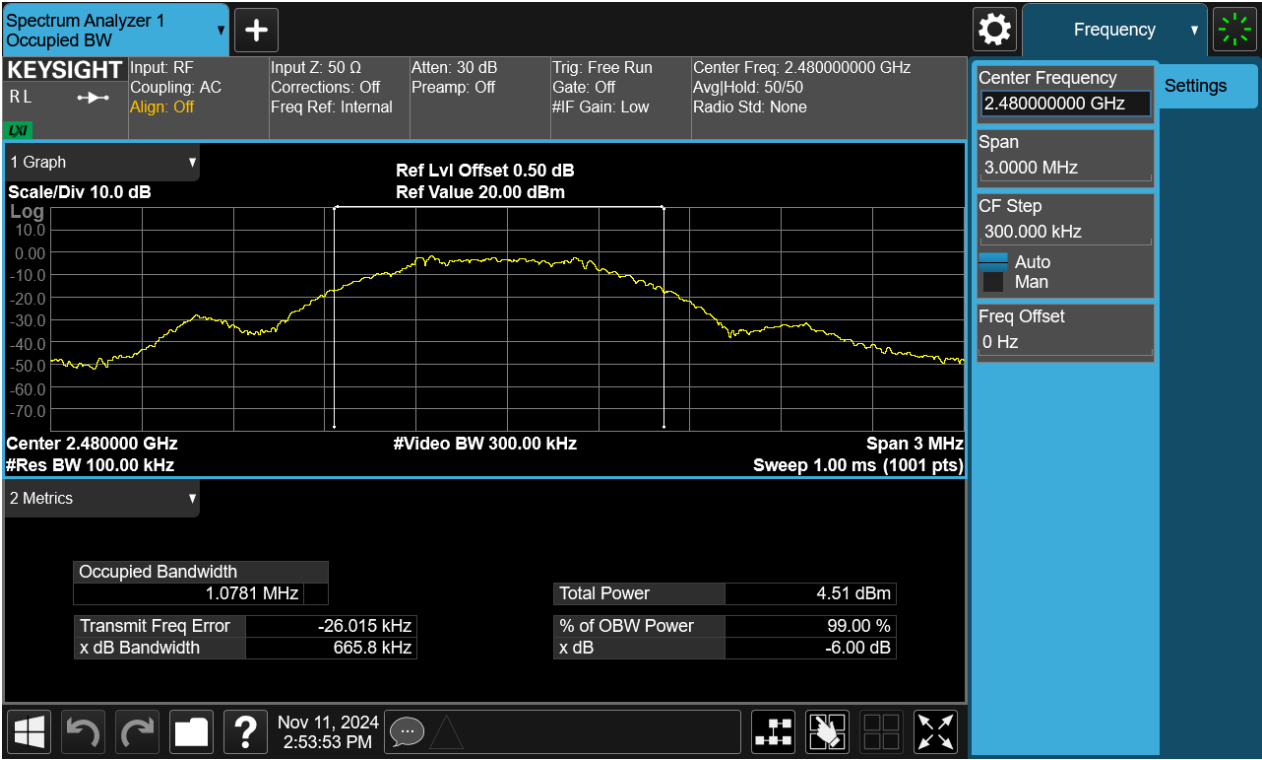 Spectrum Analyzer 1
Occupied BW
Frequency
KEYSIGHT
R L
LXI
Input: RF
Coupling: AC
Align: Off
Input Z: 50 Ω
Corrections: Off
Freq Ref: Internal
Atten: 30 dB
Preamp: Off
Trig: Free Run
Gate: Off
#IF Gain: Low
Center Freq: 2.480000000 GHz
Avg|Hold: 50/50
Radio Std: None
Center Frequency
2.480000000 GHz
Settings
Span
3.0000 MHz
CF Step
300.000 kHz
Auto
Man
Freq Offset
0 Hz
1 Graph
Scale/Div 10.0 dB
Ref Lvl Offset 0.50 dB
Ref Value 20.00 dBm
Log
10.0
0.00
-10.0
-20.0
-30.0
-40.0
-50.0
-60.0
-70.0
Center 2.480000 GHz
#Video BW 300.00 kHz
Span 3 MHz
#Res BW 100.00 kHz
Sweep 1.00 ms (1001 pts)
2 Metrics
Occupied Bandwidth
1.0781 MHz
Total Power 4.51 dBm
Transmit Freq Error -26.015 kHz
% of OBW Power 99.00 %
x dB Bandwidth 665.8 kHz
x dB -6.00 dB
?
Nov 11, 2024
2:53:53 PM